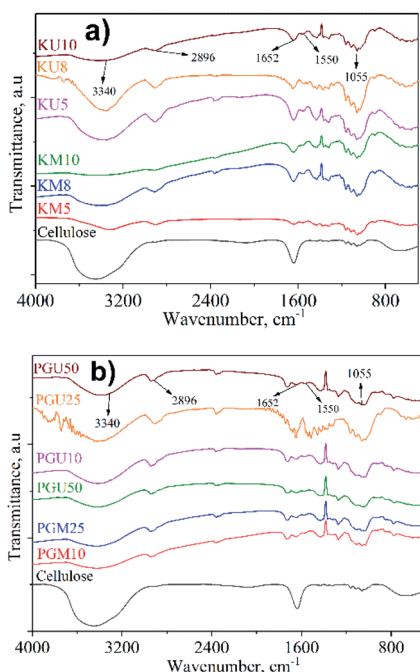 a)
KU10
KU8
KU5
KM10
KM8
KM5
Cellulose
3340
2896
1652
1550
1055
Transmittance, a.u
4000 3200 2400 1600 800
Wavenumber, cm-1
b)
PGU50
PGU25
PGU10
PGU50
PGM25
PGM10
Cellulose
3340
2896
1652
1550
1055
Transmittance, a.u
4000 3200 2400 1600 800
Wavenumber, cm-1